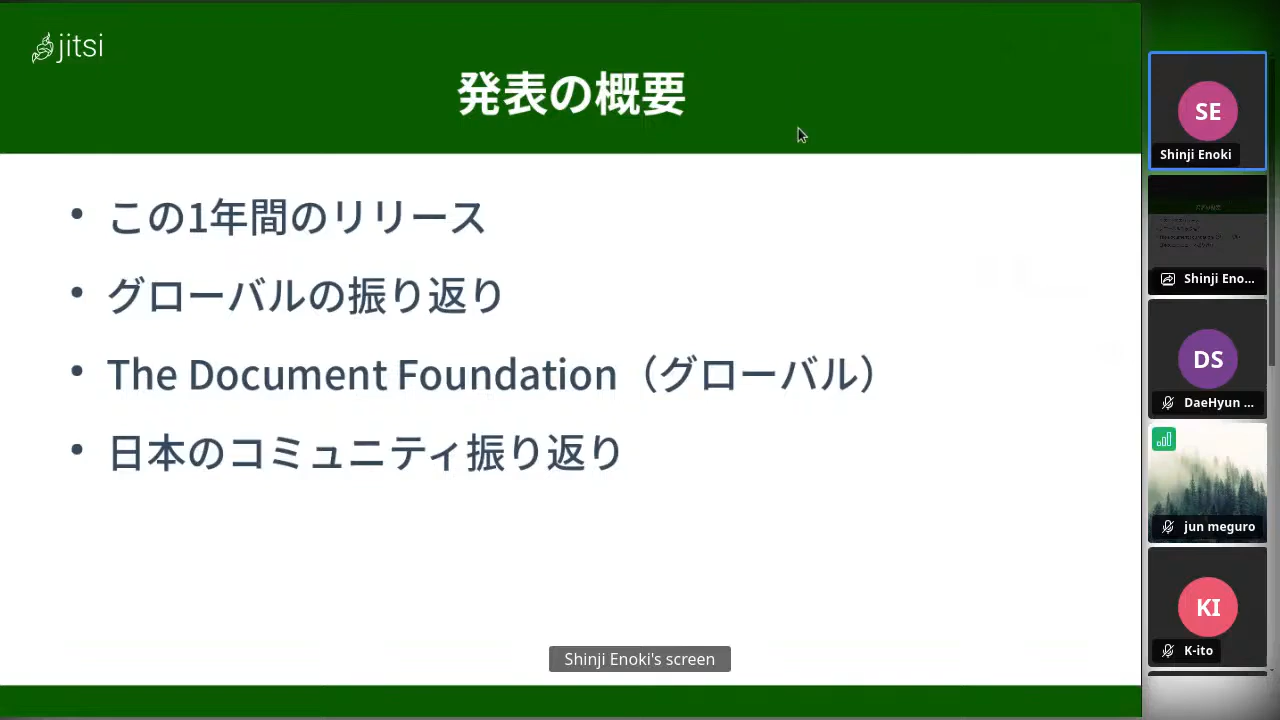 jitsi
発表の概要
• この1年間のリリース
• グローバルの振り返り
• The Document Foundation（グローバル）
• 日本のコミュニティ振り返り
Shinji Enoki's screen
SE
Shinji Enoki
Shinji Eno...
DS
DaeHyun ...
jun meguro
KI
K-ito